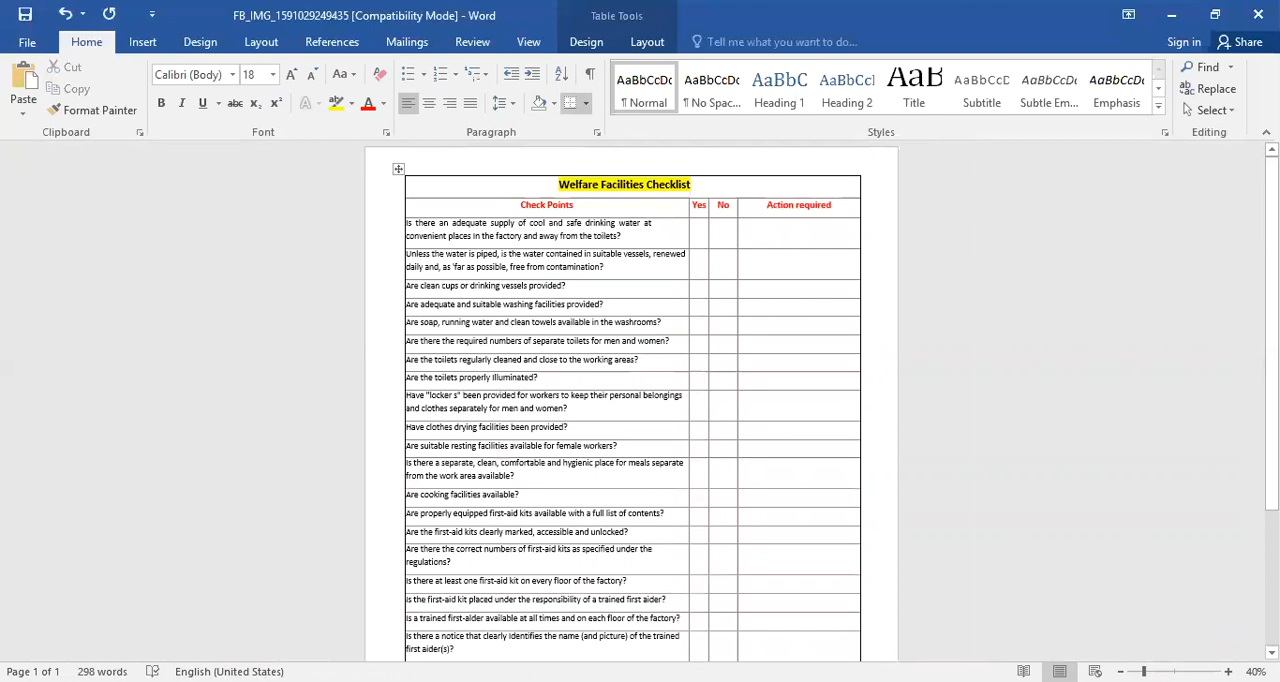 FB_IMG_1591029249435 [Compatibility Mode] - Word
Table Tools
File
Home
Insert
Design
Layout
References
Mailings
Review
View
Design
Layout
Tell me what you want to do...
Sign in
Share
Paste
Cut
Copy
Format Painter
Clipboard
Calibri (Body)
18
Font
Paragraph
AaBbCcDc
¶ Normal
AaBbCcDc
¶ No Spac...
AaBbC
Heading 1
AaBbCcl
Heading 2
AaB
Title
AaBbCcD
Subtitle
AaBbCcDc
Subtle Em...
AaBbCcDc
Emphasis
Styles
Find
Replace
Select
Editing
Welfare Facilities Checklist
Check Points Yes No Action required
Is there an adequate supply of cool and safe drinking water at
convenient places in the factory and away from the toilets?
Unless the water is piped, is the water contained in suitable vessels, renewed
daily and, as 'far as possible, free from contamination?
Are clean cups or drinking vessels provided?
Are adequate and suitable washing facilities provided?
Are soap, running water and clean towels available in the washrooms?
Are there the required numbers of separate toilets for men and women?
Are the toilets regularly cleaned and close to the working areas?
Are the toilets properly Illuminated?
Have "locker s" been provided for workers to keep their personal belongings
and clothes separately for men and women?
Have clothes drying facilities been provided?
Are suitable resting facilities available for female workers?
Is there a separate, clean, comfortable and hygienic place for meals separate
from the work area available?
Are cooking facilities available?
Are properly equipped first-aid kits available with a full list of contents?
Are the first-aid kits clearly marked, accessible and unlocked?
Are there the correct numbers of first-aid kits as specified under the
regulations?
Is there at least one first-aid kit on every floor of the factory?
Is the first-aid kit placed under the responsibility of a trained first aider?
Is a trained first-alder available at all times and on each floor of the factory?
Is there a notice that clearly Identifies the name (and picture) of the trained
first aider(s)?
Page 1 of 1
298 words
English (United States)
40%